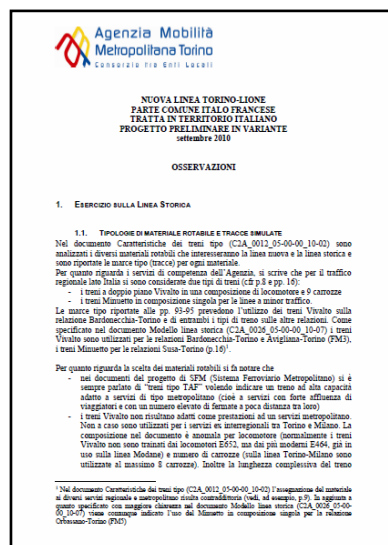 Agenzia Mobilità
Metropolitana Torino
Consorzio fra Enti Locali
NUOVA LINEA TORINO-LIONE
PARTE COMUNE ITALO FRANCESE
TRATTA IN TERRITORIO ITALIANO
PROGETTO PRELIMINARE IN VARIANTE
settembre 2010
OSSERVAZIONI
1. ESERCIZIO SULLA LINEA STORICA
1.1. TIPOLOGIE DI MATERIALE ROTABILE E TRACCE SIMULATE
Nel documento Caratteristiche dei treni tipo (C2A_0012_05-00-00_10-02) sono
analizzati i diversi materiali rotabili che interesseranno la linea nuova e la linea storica e
sono riportate le marce tipo (tracce) per ogni materiale.
Per quanto riguarda i servizi di competenza dell'Agenzia, si scrive che per il traffico
regionale lato Italia si sono considerate due tipi di treni (cfr p.8 e pp. 16):
- i treni a doppio piano Vivalto in una composizione di locomotore e 9 carrozze
- i treni Minuetto in composizione singola per le linee a minor traffico.
Le marce tipo riportate alle pp. 93-95 prevedono l'utilizzo dei treni Vivalto sulla
relazione Bardonecchia-Torino e di entrambi i tipi di treno sulle altre relazioni. Come
specificato nel documento Modello linea storica (C2A_0026_05-00-00_10-07) i treni
Vivalto sono utilizzati per le relazioni Bardonecchia-Torino e Avigliana-Torino (FM3),
i treni Minuetto per le relazioni Susa-Torino (p.16)¹.
Per quanto riguarda la scelta dei materiali rotabili si fa notare che
- nei documenti del progetto di SFM (Sistema Ferroviario Metropolitano) si è
sempre parlato di "treni tipo TAF" volendo indicare un treno ad alta capacità
adatto a servizi di tipo metropolitano (cioè a servizi con forte affluenza di
viaggiatori e con un numero elevato di fermate a poca distanza tra loro)
- i treni Vivalto non risultano adatti come prestazioni ad un servizi metropolitano.
Non a caso sono utilizzati per i servizi ex interregionali tra Torino e Milano. La
composizione nel documento è anomala per locomotore (normalmente i treni
Vivalto non sono trainati dai locomotori E652, ma dai più moderni E464, già in
uso sulla linea Modane) e numero di carrozze (sulla linea Torino-Milano sono
utilizzate al massimo 8 carrozze). Inoltre la lunghezza complessiva del treno
¹ Nel documento Caratteristiche dei treni tipo (C2A_0012_05-00-00_10-02) l'assegnazione del materiale
ai diversi servizi regionale e metropolitano risulta contraddittoria (vedi, ad esempio, p.9). In aggiunta a
quanto specificato con maggiore chiarezza nel documento Modello linea storica (C2A_0026_05-00-
00_10-07) viene comunque indicato l'uso del Minuetto in composizione singola per la relazione
Orbassano-Torino (FM5)